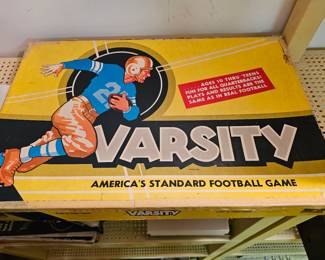 AGES 10 THRU TEENS
FUN FOR ALL QUARTERBACKS!
PLAYS AND RESULTS ARE THE
SAME AS IN REAL FOOTBALL
22
VARSITY
AMERICA'S STANDARD FOOTBALL GAME
VARSITY